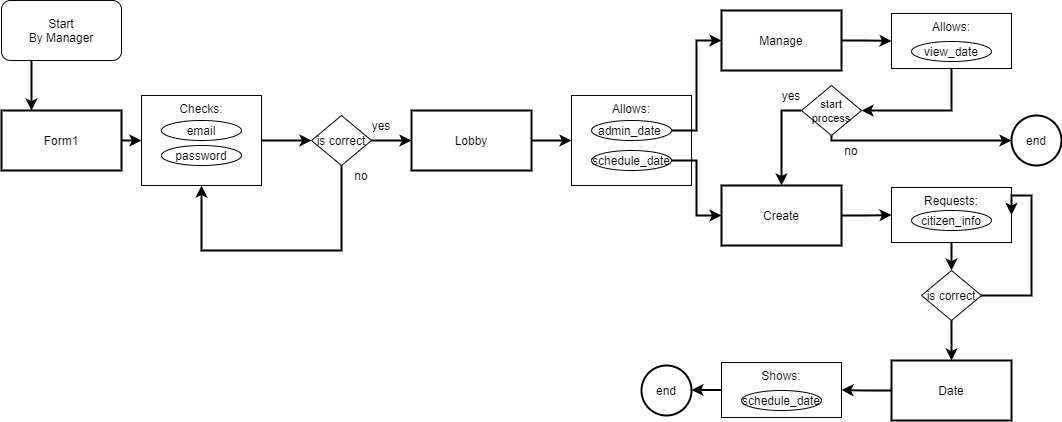 Start
By Manager
Form1
Checks:
email
password
is correct
yes
no
Lobby
Allows:
admin_date
schedule_date
Manage
Allows:
view_date
start
process
yes
no
end
Create
Requests:
citizen_info
is correct
Date
Shows:
schedule_date
end